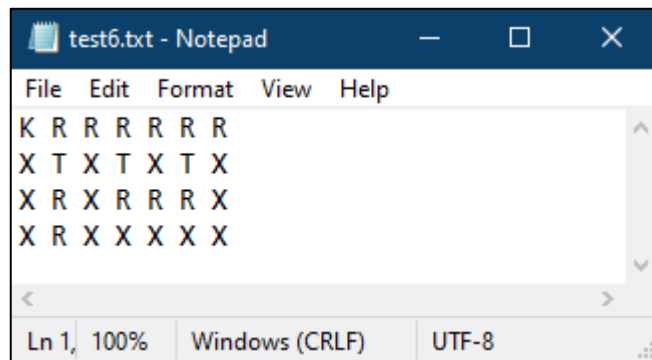 test6.txt - Notepad
File Edit Format View Help
K R R R R R R
X T X T X T X
X R X R R R X
X R X X X X X
Ln 1, 100% Windows (CRLF) UTF-8